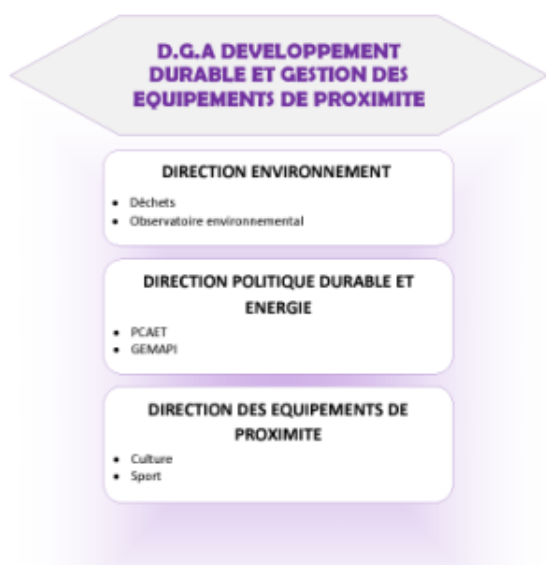 D.G.A DEVELOPPEMENT
DURABLE ET GESTION DES
EQUIPEMENTS DE PROXIMITE
DIRECTION ENVIRONNEMENT
• Déchets
• Observatoire environnemental
DIRECTION POLITIQUE DURABLE ET
ENERGIE
• PCAET
• GEMAPI
DIRECTION DES EQUIPEMENTS DE
PROXIMITE
• Culture
• Sport